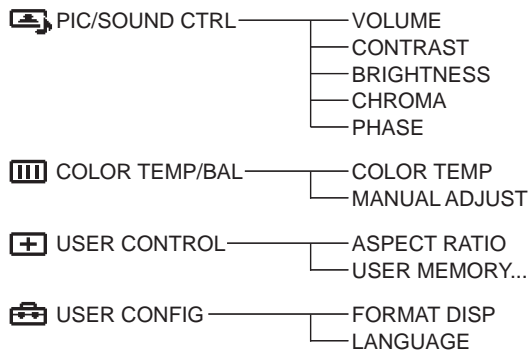 PIC/SOUND CTRL VOLUME
CONTRAST
BRIGHTNESS
CHROMA
PHASE
COLOR TEMP/BAL COLOR TEMP
MANUAL ADJUST
USER CONTROL ASPECT RATIO
USER MEMORY...
USER CONFIG FORMAT DISP
LANGUAGE